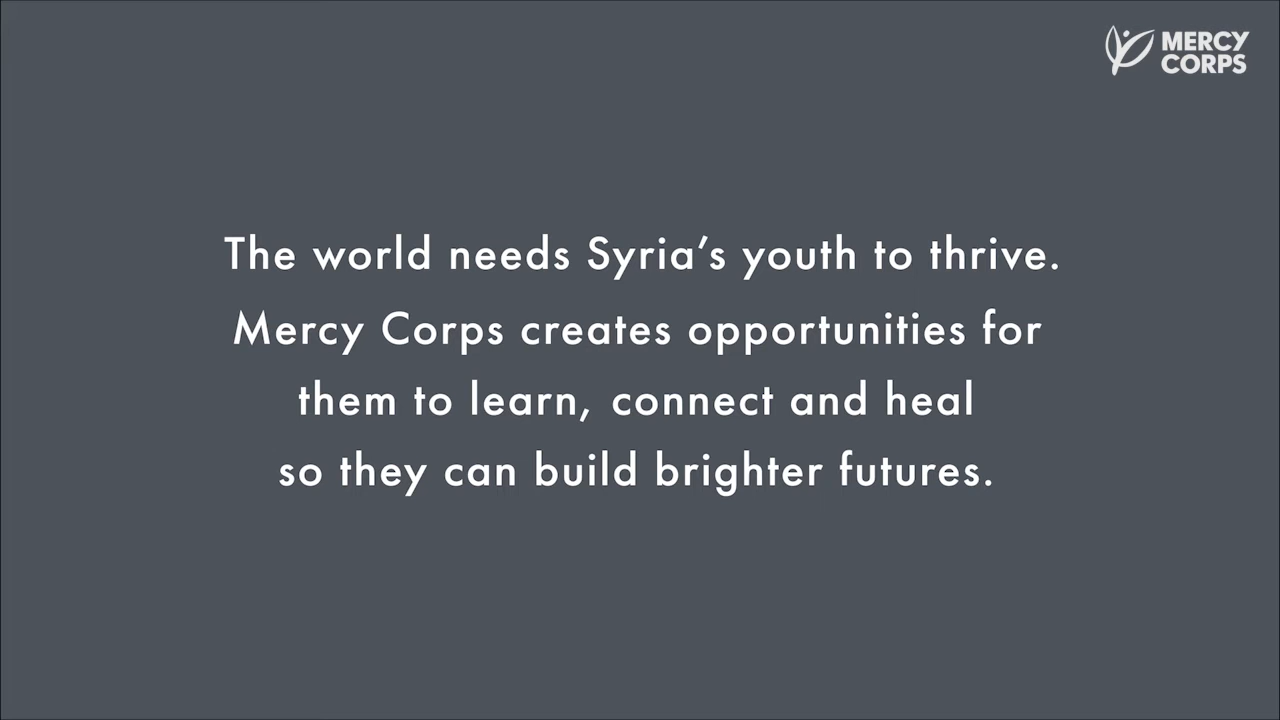 MERCY
CORPS
The world needs Syria’s youth to thrive.
Mercy Corps creates opportunities for
them to learn, connect and heal
so they can build brighter futures.